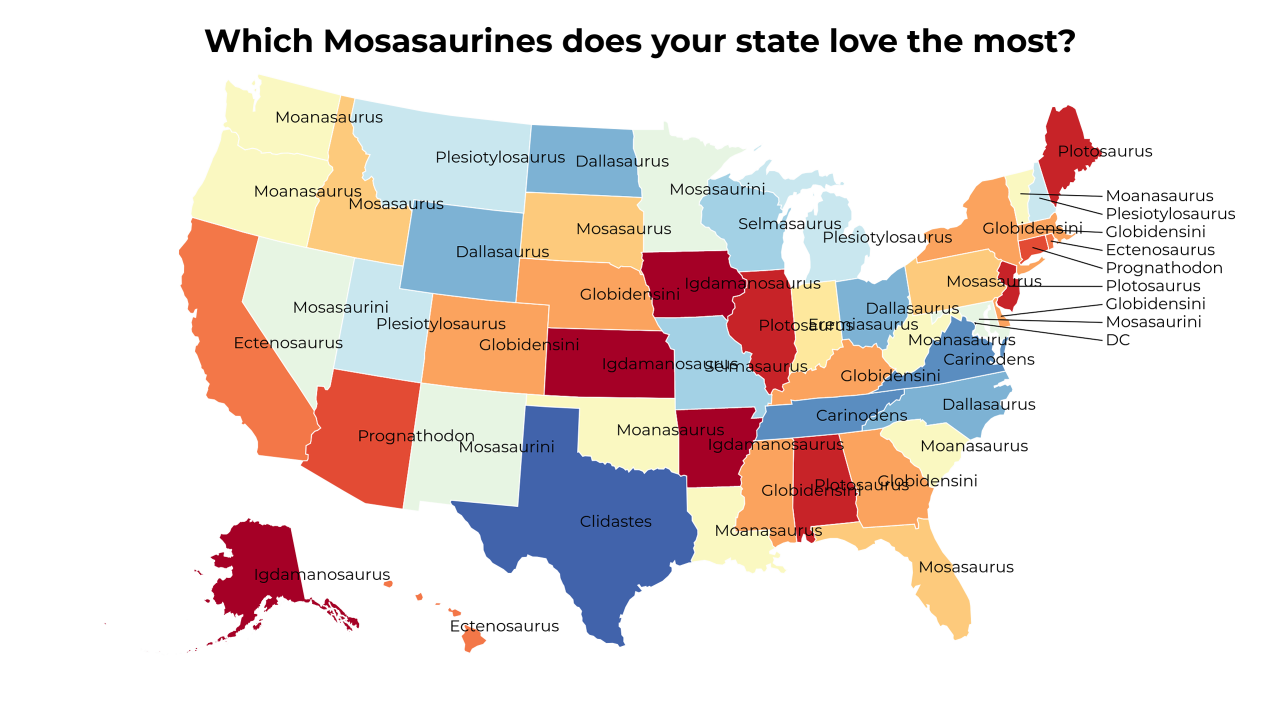 Which Mosasaurines does your state love the most?
Moanasaurus
Plesiotylosaurus
Dallasaurus
Plotosaurus
Mosasaurini
Moanasaurus
Mosasaurus
Moanasaurus
Plesiotylosaurus
Selmasaurus
Globidensini
Mosasaurus
Globidensini
Plesiotylosaurus
Ectenosaurus
Dallasaurus
Prognathodon
Mosasaurus
Igdamanosaurus
Plotosaurus
Globidensini
Globidensini
Mosasaurini
Dallasaurus
Mosasaurini
Plesiotylosaurus
Plotosaurus
Eremiasaurus
DC
Moanasaurus
Ectenosaurus
Globidensini
Carinodens
Igdamanosaurus
Selmasaurus
Globidensini
Dallasaurus
Carinodens
Moanasaurus
Prognathodon
Mosasaurini
Igdamanosaurus
Moanasaurus
Globidensini
Plotosaurus
Globidensini
Clidastes
Moanasaurus
Mosasaurus
Igdamanosaurus
Ectenosaurus